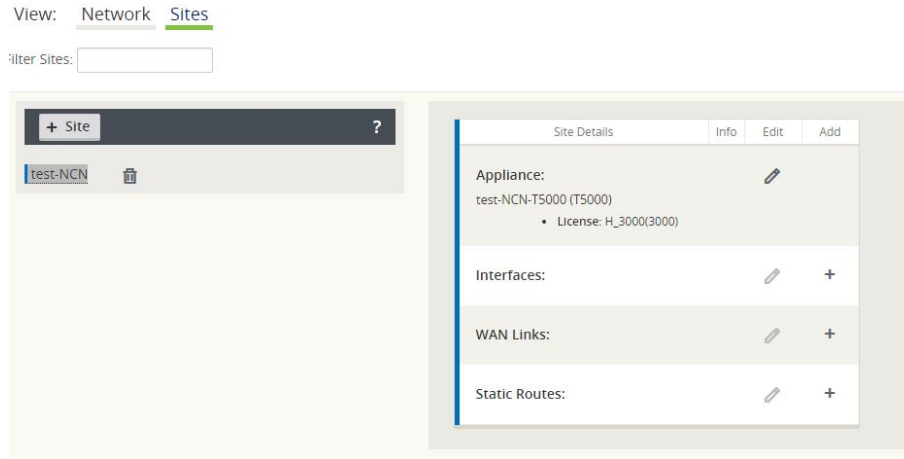 View: Network Sites
Filter Sites:
+ Site ?
test-NCN
Site Details Info Edit Add
Appliance:
test-NCN-T5000 (T5000)
• License: H_3000(3000)
Interfaces: +
WAN Links: +
Static Routes: +